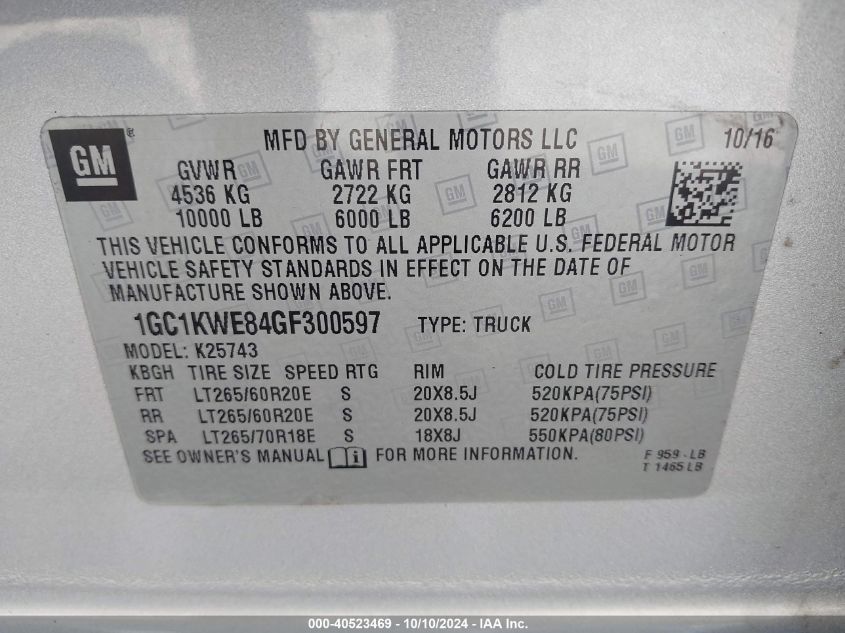 GM ® MFD BY GENERAL MOTORS LLC 10/16
GVWR GAWR FRT GAWR RR
4536 KG 2722 KG 2812 KG
10000 LB 6000 LB 6200 LB
THIS VEHICLE CONFORMS TO ALL APPLICABLE U.S. FEDERAL MOTOR
VEHICLE SAFETY STANDARDS IN EFFECT ON THE DATE OF
MANUFACTURE SHOWN ABOVE.
1GC1KWE84GF300597 TYPE: TRUCK
MODEL: K25743
KBGH TIRE SIZE SPEED RTG RIM COLD TIRE PRESSURE
FRT LT265/60R20E S 20X8.5J 520KPA(75PSI)
RR LT265/60R20E S 20X8.5J 520KPA(75PSI)
SPA LT265/70R18E S 18X8J 550KPA(80PSI)
SEE OWNER'S MANUAL FOR MORE INFORMATION.
F 959 - LB
T 1465 LB
000-40523469 - 10/10/2024 - IAA Inc.